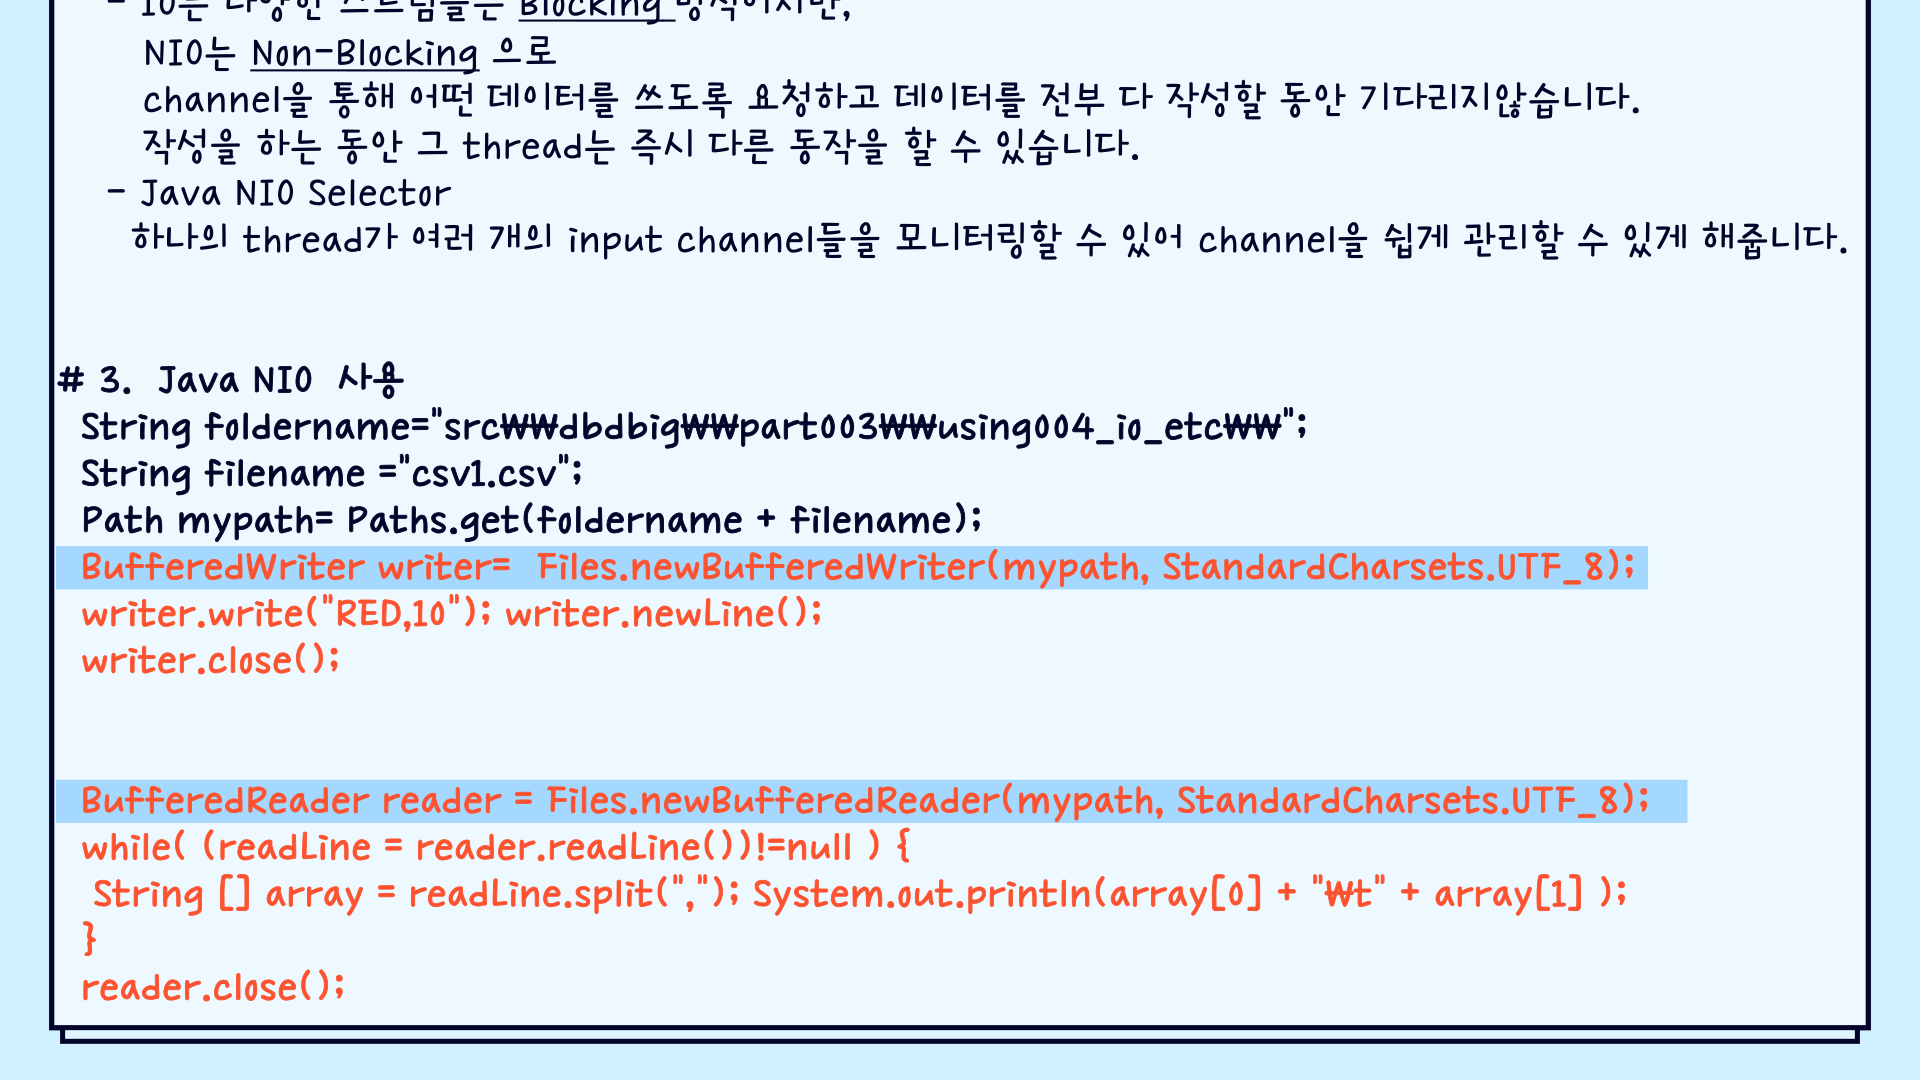 - IO는 다양한 스트림들은 Blocking 방식이지만,
NIO는 Non-Blocking 으로
channel을 통해 어떤 데이터를 쓰도록 요청하고 데이터를 전부 다 작성할 동안 기다리지않습니다.
작성을 하는 동안 그 thread는 즉시 다른 동작을 할 수 있습니다.
- Java NIO Selector
하나의 thread가 여러 개의 input channel들을 모니터링할 수 있어 channel을 쉽게 관리할 수 있게 해줍니다.
# 3. Java NIO 사용
String foldername="src₩₩dbdbig₩₩part003₩₩using004_io_etc₩₩";
String filename ="csv1.csv";
Path mypath= Paths.get(foldername + filename);
BufferedWriter writer= Files.newBufferedWriter(mypath, StandardCharsets.UTF_8);
writer.write("RED,10"); writer.newLine();
writer.close();
BufferedReader reader = Files.newBufferedReader(mypath, StandardCharsets.UTF_8);
while( (readLine = reader.readLine())!=null ) {
String [] array = readLine.split(","); System.out.println(array[0] + "₩t" + array[1] );
}
reader.close();